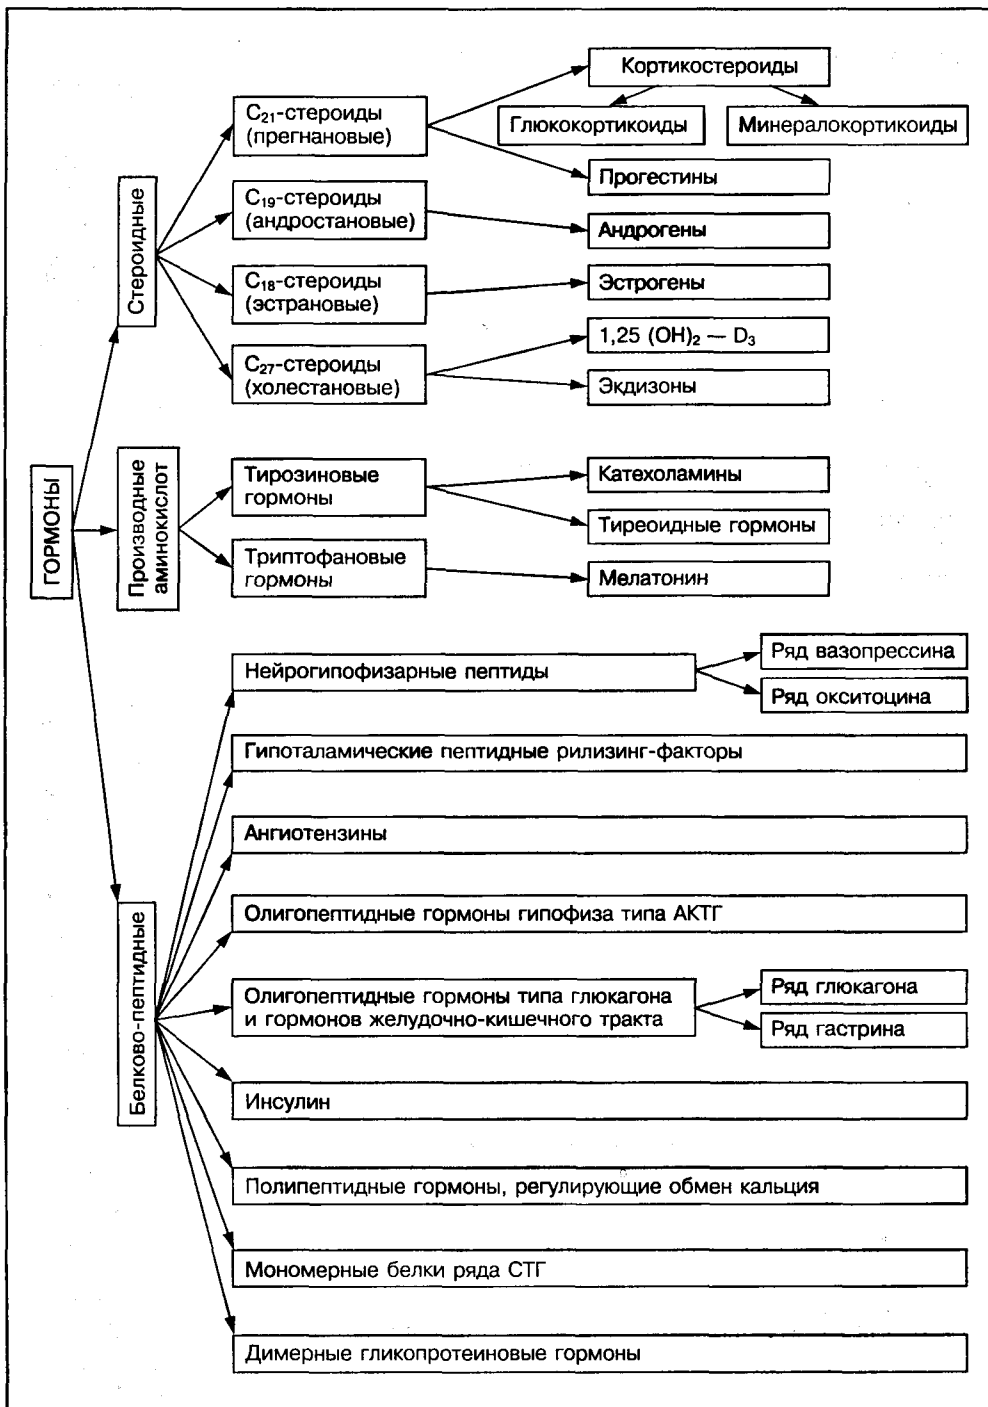 ГОРМОНЫ
Стероидные
C₂₁-стероиды
(прегнановые)
Кортикостероиды
Глюкокортикоиды
Минералокортикоиды
Прогестины
C₁₉-стероиды
(андростановые)
Андрогены
C₁₈-стероиды
(эстрановые)
Эстрогены
C₂₇-стероиды
(холестановые)
1,25 (OH)₂ — D₃
Экдизоны
Производные
аминокислот
Тирозиновые
гормоны
Катехоламины
Тиреоидные гормоны
Триптофановые
гормоны
Мелатонин
Белково-пептидные
Нейрогипофизарные пептиды
Ряд вазопрессина
Ряд окситоцина
Гипоталамические пептидные рилизинг-факторы
Ангиотензины
Олигопептидные гормоны гипофиза типа АКТГ
Олигопептидные гормоны типа глюкагона
и гормонов желудочно-кишечного тракта
Ряд глюкагона
Ряд гастрина
Инсулин
Полипептидные гормоны, регулирующие обмен кальция
Мономерные белки ряда СТГ
Димерные гликопротеиновые гормоны